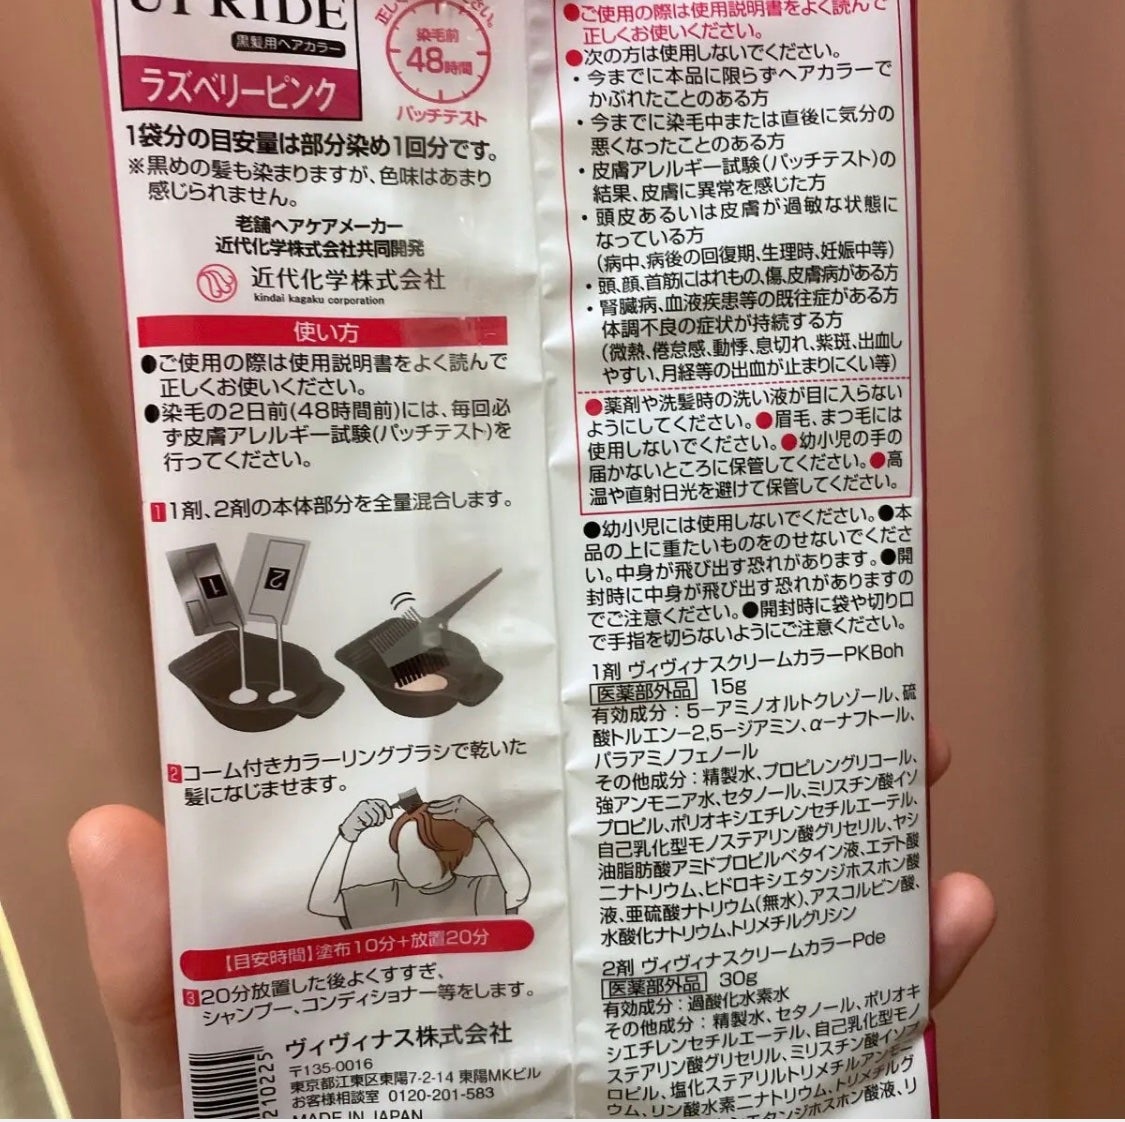 UPRIDE
黒髪用ヘアカラー
ラズベリーピンク
染毛前
48時間
パッチテスト
1袋分の目安量は部分染め1回分です。
※黒めの髪も染まりますが、色味はあまり
感じられません。
老舗ヘアケアメーカー
近代化学株式会社共同開発
近代化学株式会社
kindai kagaku corporation
使い方
●ご使用の際は使用説明書をよく読んで
正しくお使いください。
●染毛の2日前(48時間前)には、毎回必
ず皮膚アレルギー試験(パッチテスト)を
行ってください。
1 1剤、2剤の本体部分を全量混合します。
1
2
2 コーム付きカラーリングブラシで乾いた
髪になじませます。
【目安時間】塗布10分+放置20分
3 20分放置した後よくすすぎ、
シャンプー、コンディショナー等をします。
ヴィヴィナス株式会社
〒135-0016
東京都江東区東陽7-2-14 東陽MKビル
お客様相談室 0120-201-583
MADE IN JAPAN
210225
●ご使用の際は使用説明書をよく読んで
正しくお使いください。
●次の方は使用しないでください。
・今までに本品に限らずヘアカラーで
かぶれたことのある方
・今までに染毛中または直後に気分の
悪くなったことのある方
・皮膚アレルギー試験(パッチテスト)の
結果、皮膚に異常を感じた方
・頭皮あるいは皮膚が過敏な状態に
なっている方
(病中、病後の回復期、生理時、妊娠中等)
・頭、顔、首筋にはれもの、傷、皮膚病がある方
・腎臓病、血液疾患等の既往症がある方
体調不良の症状が持続する方
(微熱、倦怠感、動悸、息切れ、紫斑、出血し
やすい、月経等の出血が止まりにくい等)
●薬剤や洗髪時の洗い液が目に入らない
ようにしてください。●眉毛、まつ毛には
使用しないでください。●幼小児の手の
届かないところに保管してください。●高
温や直射日光を避けて保管してください。
●幼小児には使用しないでください。●本
品の上に重たいものをのせないでくださ
い。中身が飛び出す恐れがあります。●開
封時に中身が飛び出す恐れがありますの
でご注意ください。●開封時に袋や切り口
で手指を切らないようにご注意ください。
1剤 ヴィヴィナスクリームカラーPKBoh
医薬部外品 15g
有効成分：5-アミノオルトクレゾール、硫
酸トルエン-2,5-ジアミン、α-ナフトール、
パラアミノフェノール
その他成分：精製水、プロピレングリコール、
強アンモニア水、セタノール、ミリスチン酸イソ
プロピル、ポリオキシエチレンセチルエーテル、
自己乳化型モノステアリン酸グリセリル、ヤシ
油脂肪酸アミドプロピルベタイン液、エデト酸
二ナトリウム、ヒドロキシエタンジホスホン酸
液、亜硫酸ナトリウム(無水)、アスコルビン酸、
水酸化ナトリウム、トリメチルグリシン
2剤 ヴィヴィナスクリームカラーPde
医薬部外品 30g
有効成分：過酸化水素水
その他成分：精製水、セタノール、ポリオキ
シエチレンセチルエーテル、自己乳化型モノ
ステアリン酸グリセリル、ミリスチン酸イソプ
ロピル、塩化ステアリルトリメチルアンモニ
ウム、リン酸水素二ナトリウム、トリメチルグ
エタンジホスホン酸液、リ